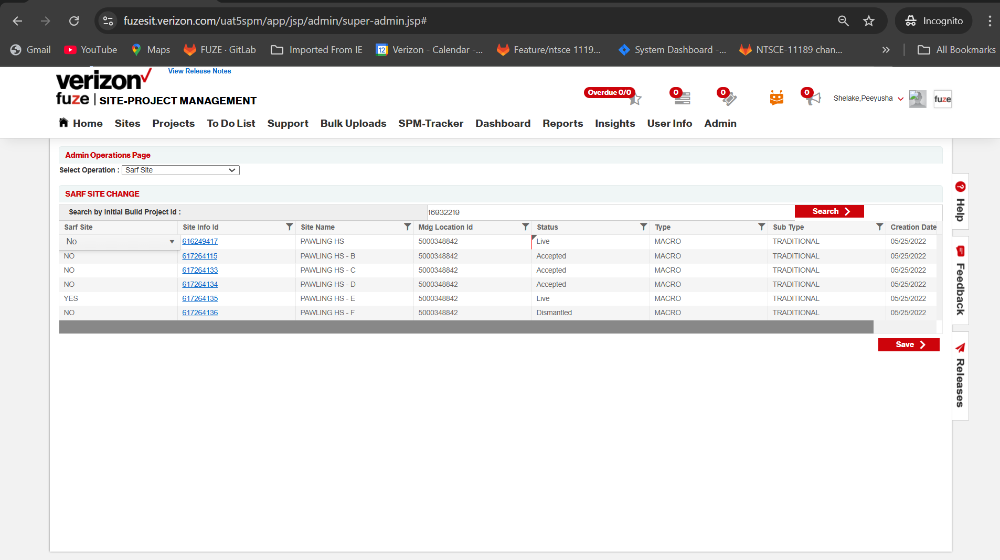 fuzesit.verizon.com/uat5spm/app/jsp/admin/super-admin.jsp#
Incognito
Gmail YouTube Maps FUZE · GitLab Imported From IE 12 Verizon - Calendar -... Feature/ntsce 1119... System Dashboard -... NTSCE-11189 chan... » All Bookmarks
verizon
View Release Notes
fuze | SITE-PROJECT MANAGEMENT
Overdue 0/0 0 0 0 Shelake,Peeyusha fuze
Home Sites Projects To Do List Support Bulk Uploads SPM-Tracker Dashboard Reports Insights User Info Admin
Admin Operations Page
Select Operation : Sarf Site
SARF SITE CHANGE
Search by Initial Build Project Id : 16932219 Search
Sarf Site Site Info Id Site Name Mdg Location Id Status Type Sub Type Creation Date
No 616249417 PAWLING HS 5000348842 Live MACRO TRADITIONAL 05/25/2022
NO 617264115 PAWLING HS - B 5000348842 Accepted MACRO TRADITIONAL 05/25/2022
NO 617264133 PAWLING HS - C 5000348842 Accepted MACRO TRADITIONAL 05/25/2022
NO 617264134 PAWLING HS - D 5000348842 Accepted MACRO TRADITIONAL 05/25/2022
YES 617264135 PAWLING HS - E 5000348842 Live MACRO TRADITIONAL 05/25/2022
NO 617264136 PAWLING HS - F 5000348842 Dismantled MACRO TRADITIONAL 05/25/2022
Save
? Help
Feedback
Releases